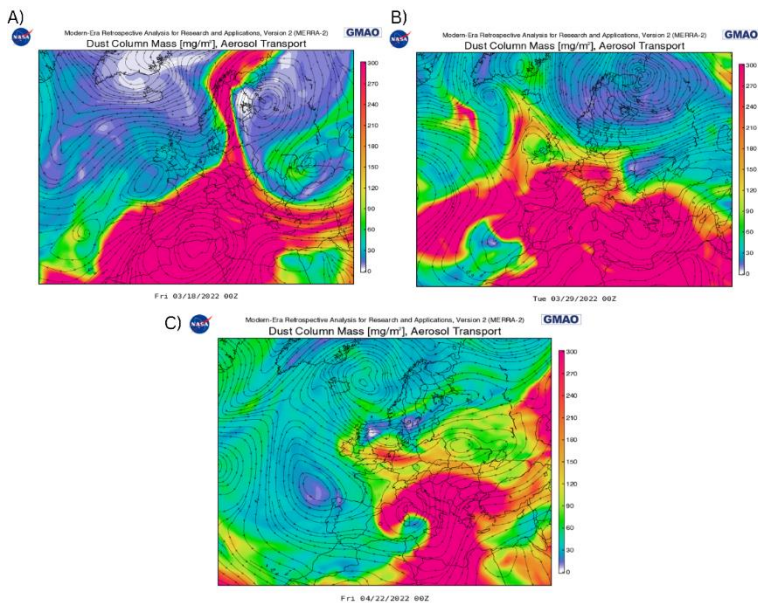 A)
NASA
Modern-Era Retrospective Analysis for Research and Applications, Version 2 (MERRA-2)
GMAO
Dust Column Mass [mg/m²], Aerosol Transport
300
270
240
210
180
150
120
90
60
30
0
Fri 03/18/2022 00Z
B)
NASA
Modern-Era Retrospective Analysis for Research and Applications, Version 2 (MERRA-2)
GMAO
Dust Column Mass [mg/m²], Aerosol Transport
300
270
240
210
180
150
120
90
60
30
0
Tue 03/29/2022 00Z
C)
NASA
Modern-Era Retrospective Analysis for Research and Applications, Version 2 (MERRA-2)
GMAO
Dust Column Mass [mg/m²], Aerosol Transport
300
270
240
210
180
150
120
90
60
30
0
Fri 04/22/2022 00Z